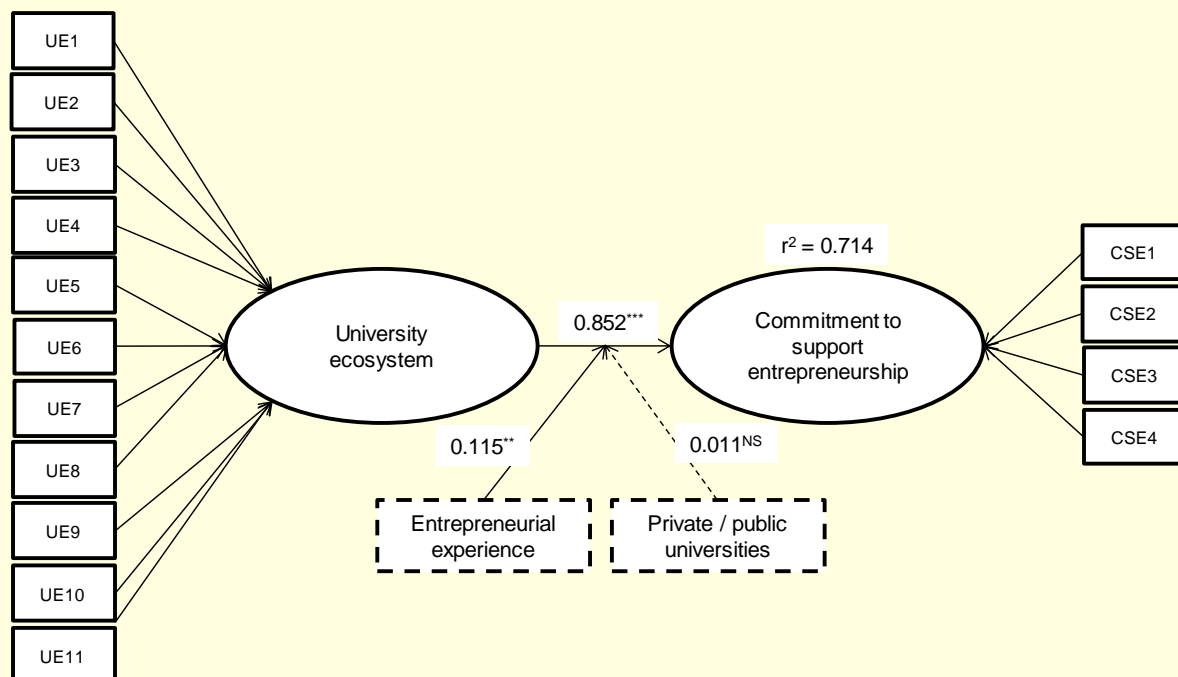 UE1
UE2
UE3
UE4
UE5
UE6
UE7
UE8
UE9
UE10
UE11
University
ecosystem
0.852***
0.115**
0.011NS
Entrepreneurial
experience
Private / public
universities
r² = 0.714
Commitment to
support
entrepreneurship
CSE1
CSE2
CSE3
CSE4